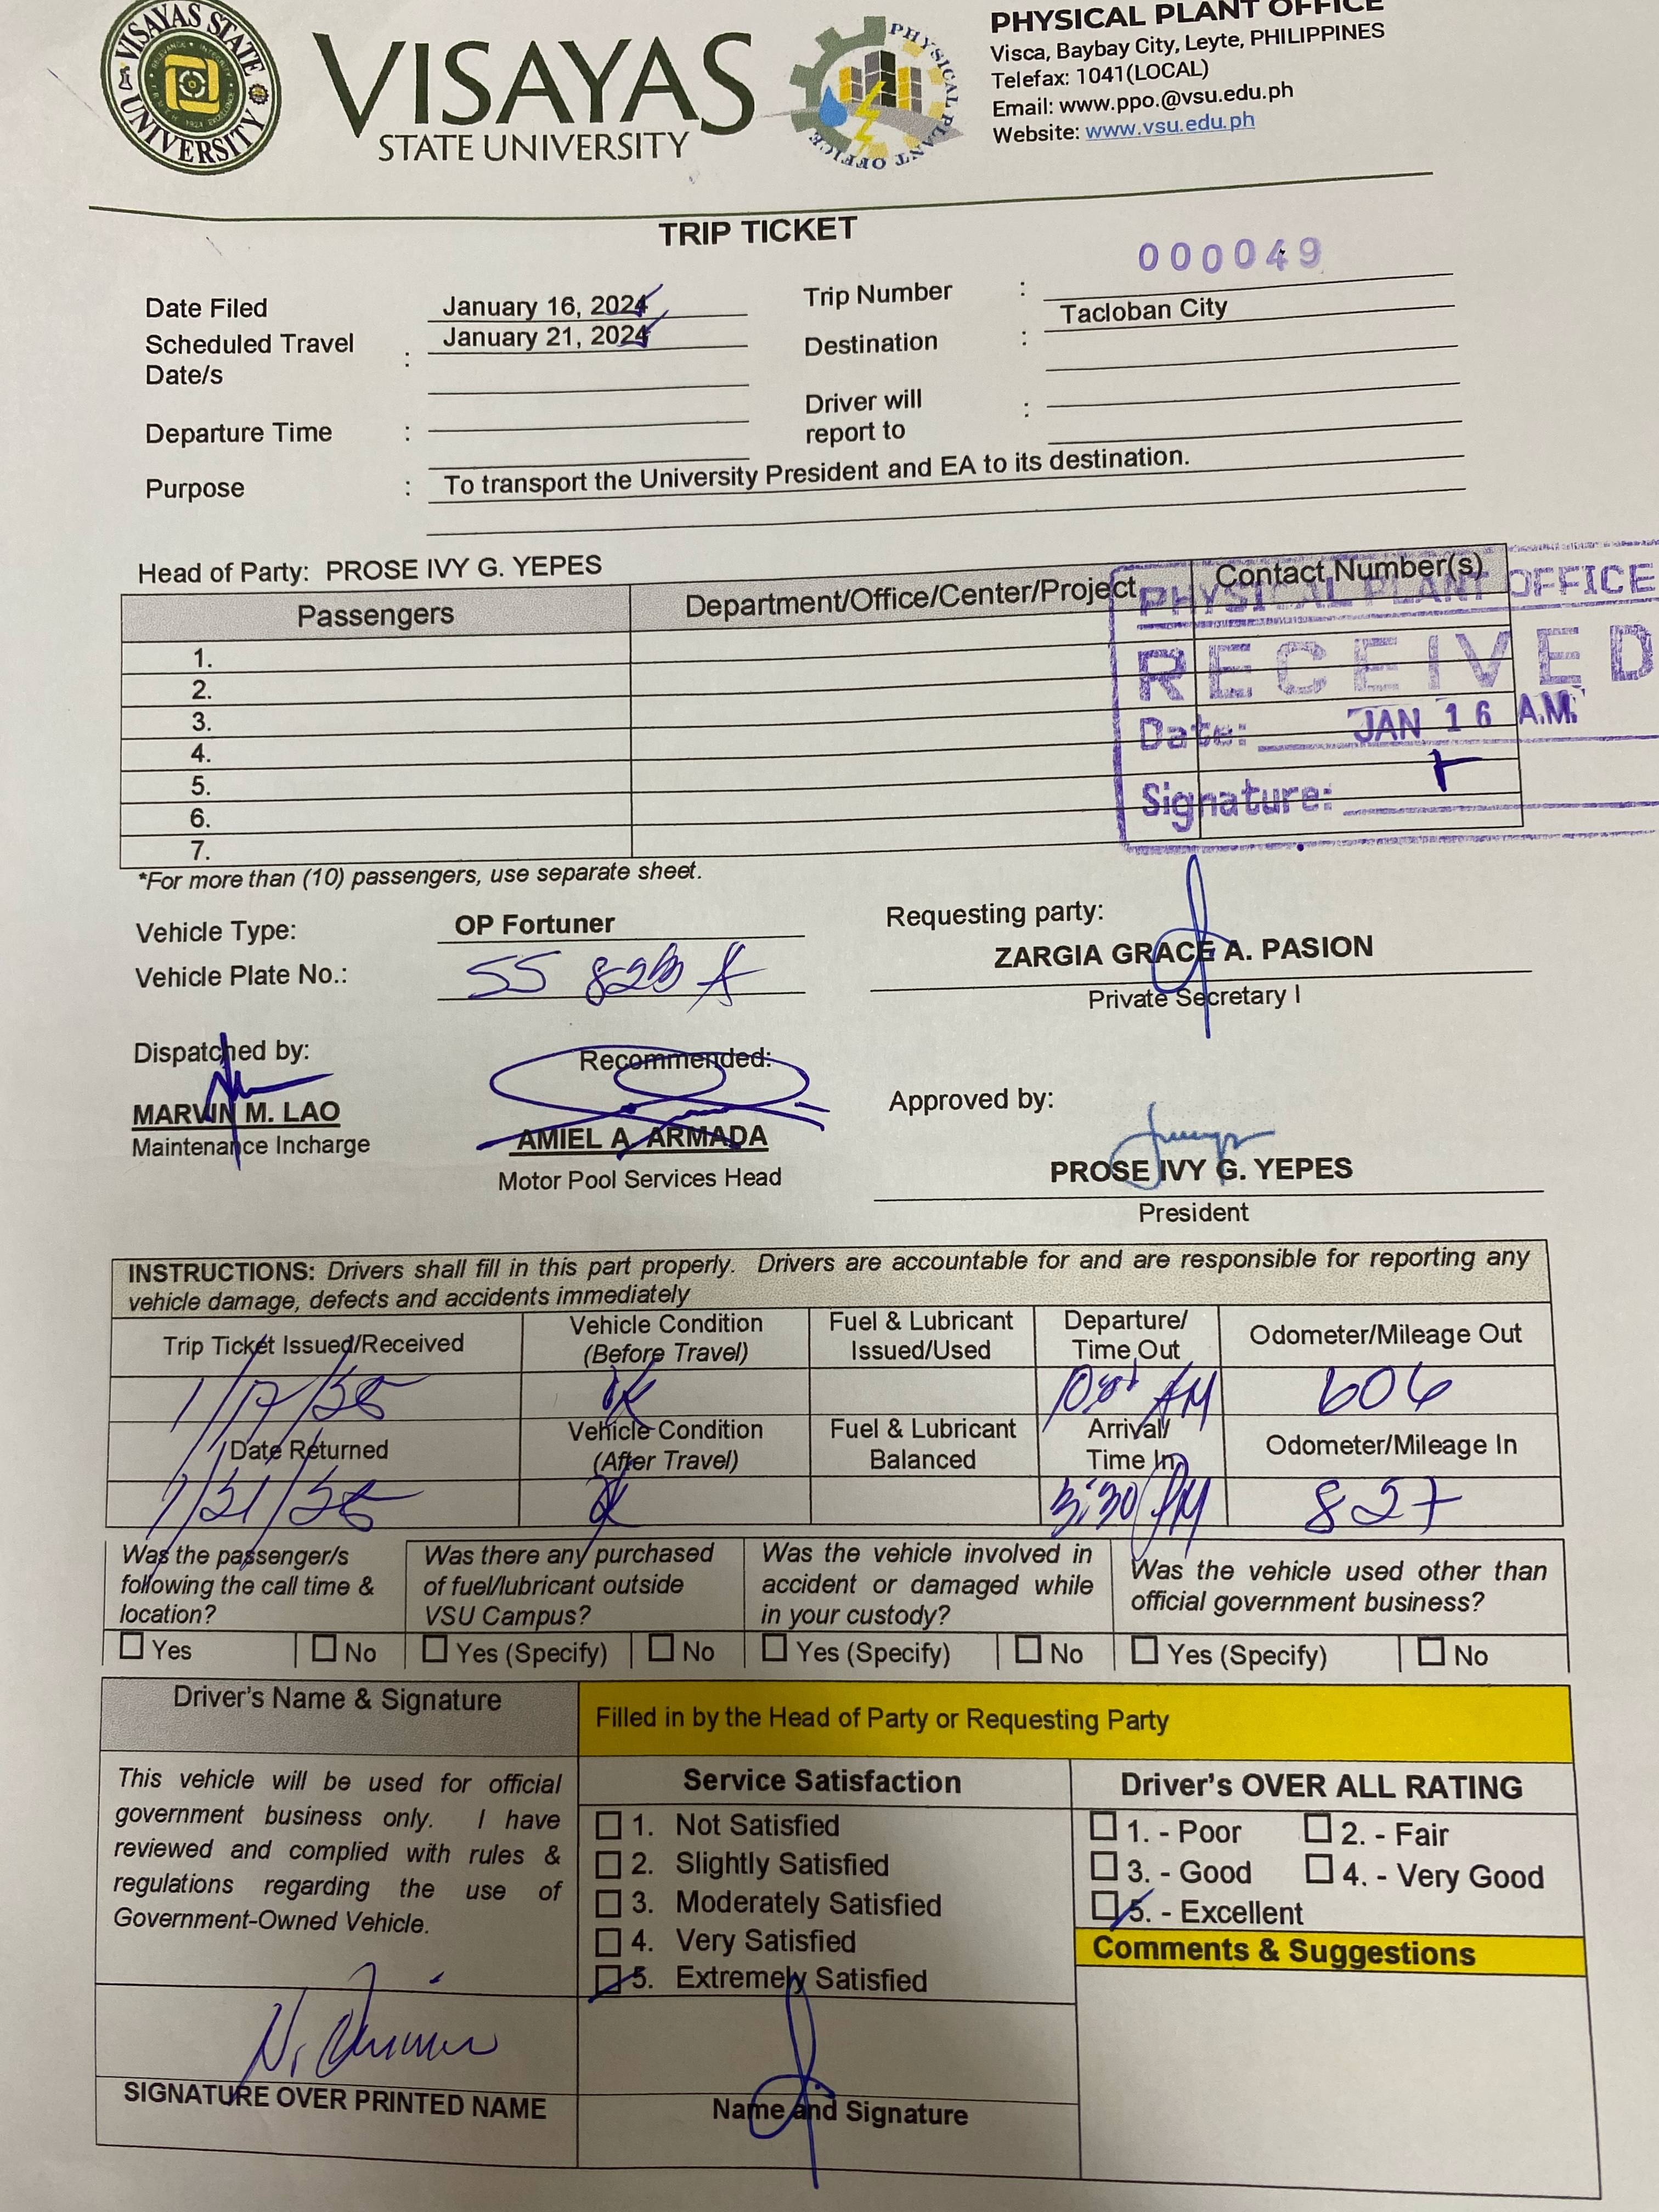 VISAYAS STATE UNIVERSITY
VISAYAS
STATE UNIVERSITY
PHYSICAL PLANT OFFICE
PHYSICAL PLANT OFFICE
Visca, Baybay City, Leyte, PHILIPPINES
Telefax: 1041(LOCAL)
Email: www.ppo.@vsu.edu.ph
Website: www.vsu.edu.ph
TRIP TICKET
000049
Date Filed January 16, 2024 Trip Number :
Scheduled Travel Date/s : January 21, 2024 Destination : Tacloban City
Departure Time : Driver will report to :
Purpose : To transport the University President and EA to its destination.
Head of Party: PROSE IVY G. YEPES
Passengers Department/Office/Center/Project Contact Number(s)
1.
2.
3.
4.
5.
6.
7.
PHYSICAL PLANT OFFICE
RECEIVED
Date: JAN 16 A.M.
Signature:
*For more than (10) passengers, use separate sheet.
Vehicle Type: OP Fortuner
Vehicle Plate No.:
Requesting party:
ZARGIA GRACE A. PASION
Private Secretary I
Dispatched by:
MARVIN M. LAO
Maintenance Incharge
Recommended:
AMIEL A. ARMADA
Motor Pool Services Head
Approved by:
PROSE IVY G. YEPES
President
INSTRUCTIONS: Drivers shall fill in this part properly. Drivers are accountable for and are responsible for reporting any
vehicle damage, defects and accidents immediately
Trip Ticket Issued/Received Vehicle Condition (Before Travel) Fuel & Lubricant Issued/Used Departure/ Time Out Odometer/Mileage Out
OK AM 606
Date Returned Vehicle Condition (After Travel) Fuel & Lubricant Balanced Arrival/ Time In Odometer/Mileage In
OK 3:30 PM 827
Was the passenger/s
following the call time &
location?
Yes No
Was there any purchased
of fuel/lubricant outside
VSU Campus?
Yes (Specify) No
Was the vehicle involved in
accident or damaged while
in your custody?
Yes (Specify) No
Was the vehicle used other than
official government business?
Yes (Specify) No
Driver's Name & Signature
Filled in by the Head of Party or Requesting Party
This vehicle will be used for official
government business only. I have
reviewed and complied with rules &
regulations regarding the use of
Government-Owned Vehicle.
SIGNATURE OVER PRINTED NAME
Service Satisfaction
1. Not Satisfied
2. Slightly Satisfied
3. Moderately Satisfied
4. Very Satisfied
5. Extremely Satisfied
Name and Signature
Driver's OVER ALL RATING
1. - Poor 2. - Fair
3. - Good 4. - Very Good
5. - Excellent
Comments & Suggestions